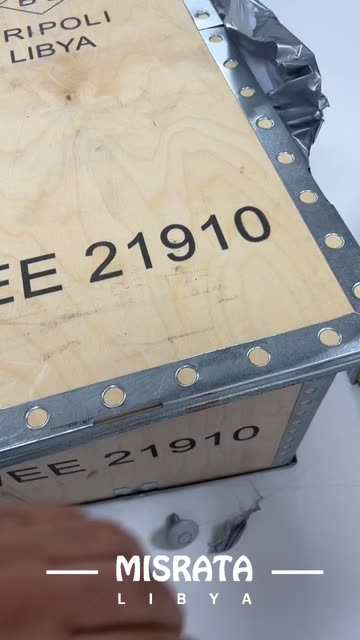 RIPOLI
LIBYA
EE 21910
EE 21910
MISRATA
LIBYA